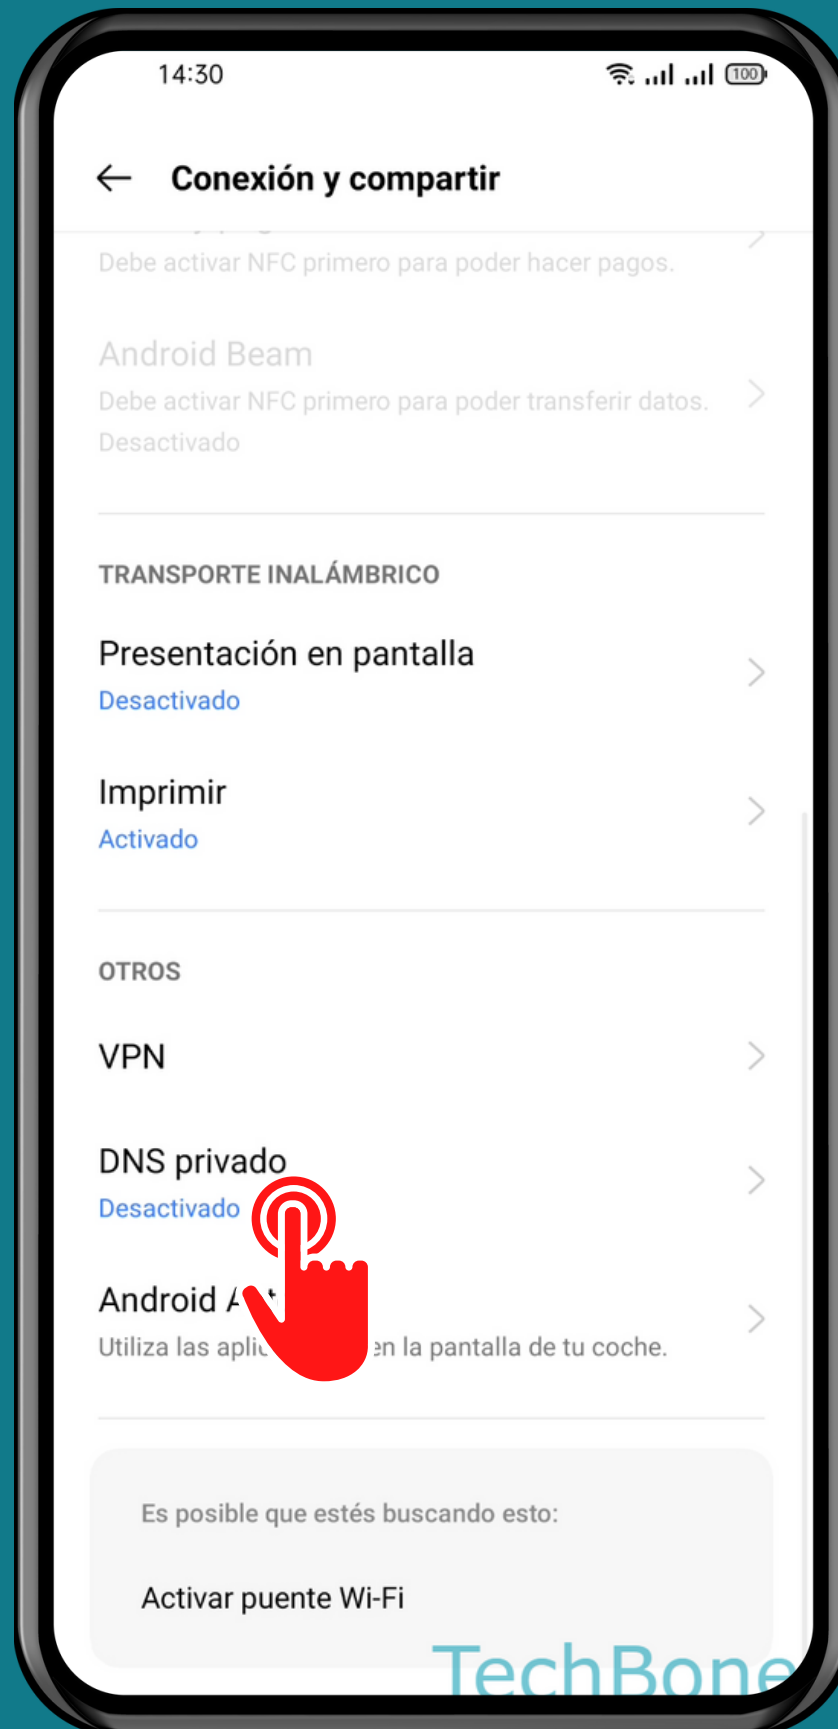 14:30
100
Conexión y compartir
Debe activar NFC primero para poder hacer pagos.
Android Beam
Debe activar NFC primero para poder transferir datos.
Desactivado
TRANSPORTE INALÁMBRICO
Presentación en pantalla
Desactivado
Imprimir
Activado
OTROS
VPN
DNS privado
Desactivado
Android
Utiliza las en la pantalla de tu coche.
Es posible que estés buscando esto:
Activar puente Wi-Fi
TechBone